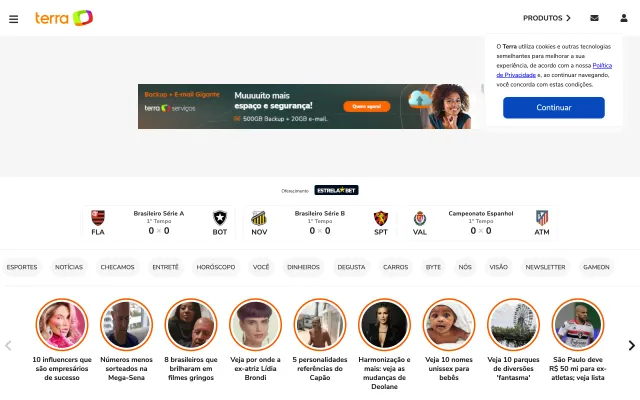 terra
PRODUTOS
O Terra utiliza cookies e outras tecnologias
semelhantes para melhorar a sua
experiência, de acordo com a nossa Política
de Privacidade e, ao continuar navegando,
você concorda com estas condições.
Continuar
Backup + E-mail Gigante
terra serviços
Muuuuito mais
espaço e segurança!
500GB Backup + 20GB e-mail.
Quero agora!
Oferecimento
ESTRELA BET
Brasileiro Série A
1º Tempo
FLA 0 × 0 BOT
Brasileiro Série B
1º Tempo
NOV 0 × 0 SPT
Campeonato Espanhol
1º Tempo
VAL 0 × 0 ATM
ESPORTES NOTÍCIAS CHECAMOS ENTRETÊ HORÓSCOPO VOCÊ DINHEIROS DEGUSTA CARROS BYTE NÓS VISÃO NEWSLETTER GAMEON
10 influencers que
são empresários
de sucesso
Números menos
sorteados na
Mega-Sena
8 brasileiros que
brilharam em
filmes gringos
Veja por onde a
ex-atriz Lídia
Brondi
5 personalidades
referências do
Capão
Harmonização e
mais: veja as
mudanças de
Deolane
Veja 10 nomes
unissex para
bebês
Veja 10 parques
de diversões
'fantasma'
São Paulo deve
R$ 50 mi para ex-
atletas; veja lista